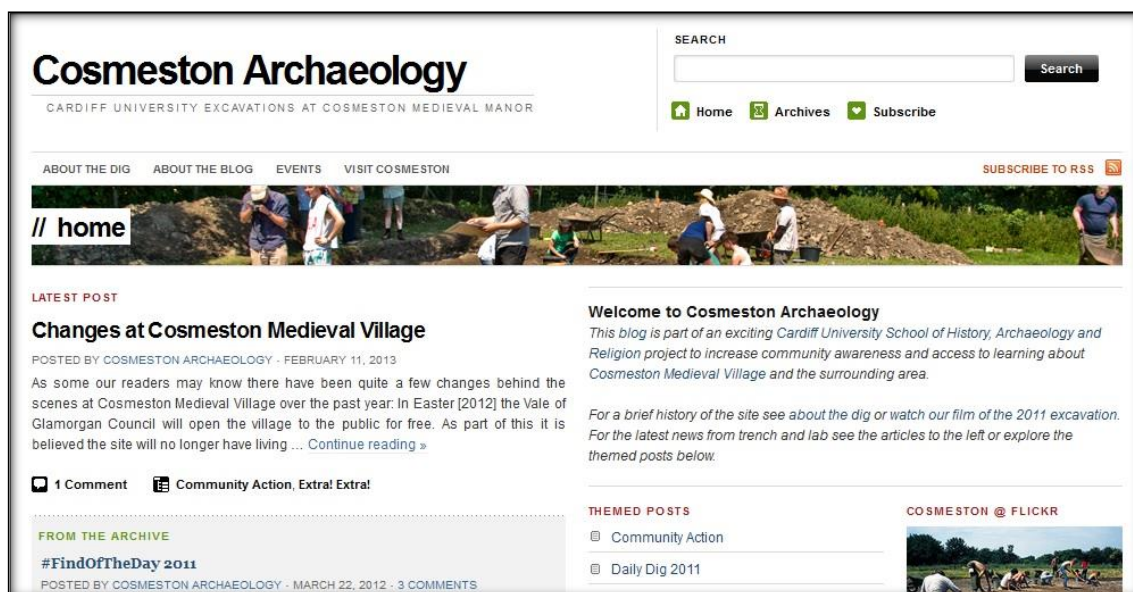 Cosmeston Archaeology
CARDIFF UNIVERSITY EXCAVATIONS AT COSMESTON MEDIEVAL MANOR
SEARCH
Search
Home Archives Subscribe
ABOUT THE DIG ABOUT THE BLOG EVENTS VISIT COSMESTON
SUBSCRIBE TO RSS
// home
LATEST POST
Changes at Cosmeston Medieval Village
POSTED BY COSMESTON ARCHAEOLOGY - FEBRUARY 11, 2013
As some our readers may know there have been quite a few changes behind the
scenes at Cosmeston Medieval Village over the past year: In Easter [2012] the Vale of
Glamorgan Council will open the village to the public for free. As part of this it is
believed the site will no longer have living ... Continue reading »
1 Comment Community Action, Extra! Extra!
FROM THE ARCHIVE
#FindOfTheDay 2011
POSTED BY COSMESTON ARCHAEOLOGY - MARCH 22, 2012 - 3 COMMENTS
Welcome to Cosmeston Archaeology
This blog is part of an exciting Cardiff University School of History, Archaeology and
Religion project to increase community awareness and access to learning about
Cosmeston Medieval Village and the surrounding area.
For a brief history of the site see about the dig or watch our film of the 2011 excavation.
For the latest news from trench and lab see the articles to the left or explore the
themed posts below.
THEMED POSTS
Community Action
Daily Dig 2011
COSMESTON @ FLICKR